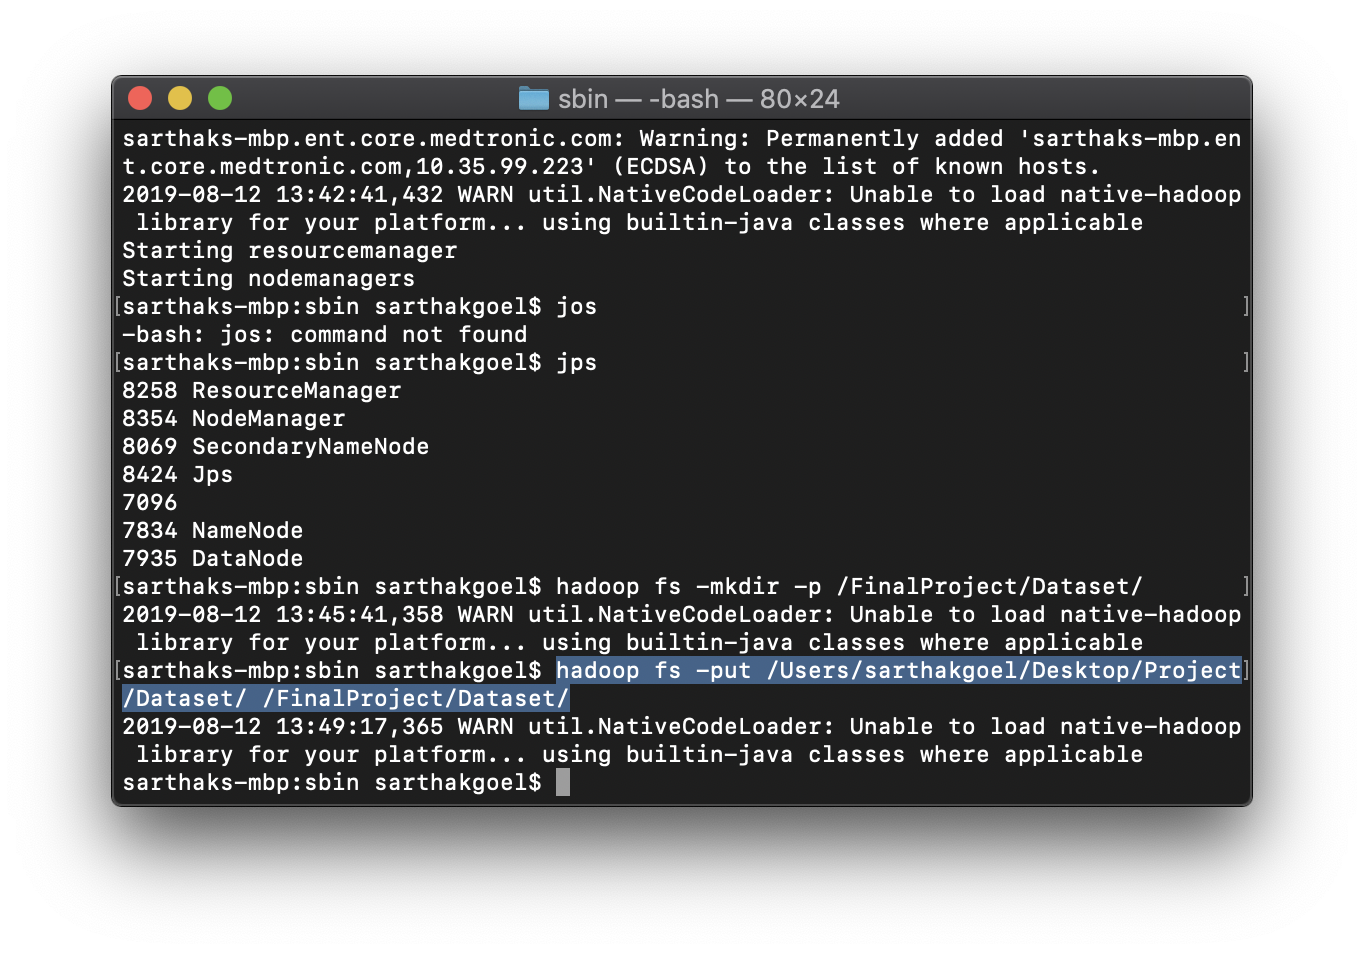 sbin — -bash — 80×24
sarthaks-mbp.ent.core.medtronic.com: Warning: Permanently added 'sarthaks-mbp.en
t.core.medtronic.com,10.35.99.223' (ECDSA) to the list of known hosts.
2019-08-12 13:42:41,432 WARN util.NativeCodeLoader: Unable to load native-hadoop
 library for your platform... using builtin-java classes where applicable
Starting resourcemanager
Starting nodemanagers
[sarthaks-mbp:sbin sarthakgoel$ jos ]
-bash: jos: command not found
[sarthaks-mbp:sbin sarthakgoel$ jps ]
8258 ResourceManager
8354 NodeManager
8069 SecondaryNameNode
8424 Jps
7096
7834 NameNode
7935 DataNode
[sarthaks-mbp:sbin sarthakgoel$ hadoop fs -mkdir -p /FinalProject/Dataset/ ]
2019-08-12 13:45:41,358 WARN util.NativeCodeLoader: Unable to load native-hadoop
 library for your platform... using builtin-java classes where applicable
[sarthaks-mbp:sbin sarthakgoel$ hadoop fs -put /Users/sarthakgoel/Desktop/Project]
/Dataset/ /FinalProject/Dataset/
2019-08-12 13:49:17,365 WARN util.NativeCodeLoader: Unable to load native-hadoop
 library for your platform... using builtin-java classes where applicable
sarthaks-mbp:sbin sarthakgoel$